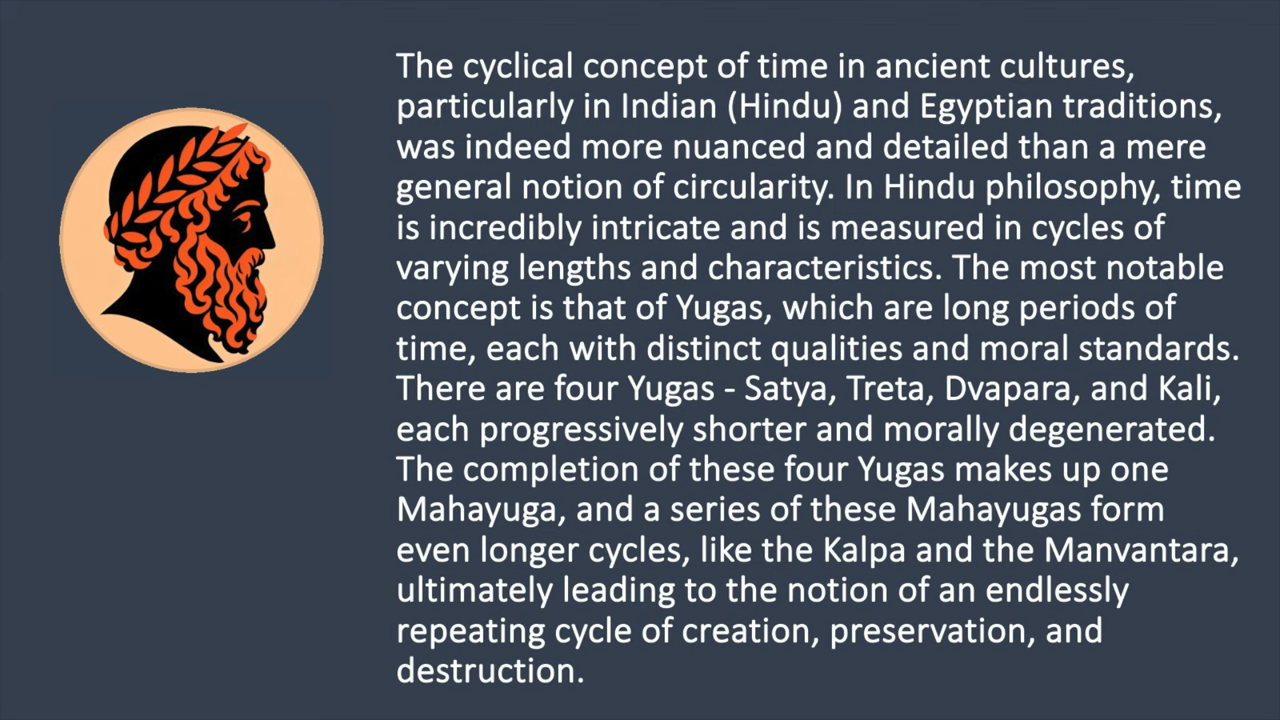 The cyclical concept of time in ancient cultures,
particularly in Indian (Hindu) and Egyptian traditions,
was indeed more nuanced and detailed than a mere
general notion of circularity. In Hindu philosophy, time
is incredibly intricate and is measured in cycles of
varying lengths and characteristics. The most notable
concept is that of Yugas, which are long periods of
time, each with distinct qualities and moral standards.
There are four Yugas - Satya, Treta, Dvapara, and Kali,
each progressively shorter and morally degenerated.
The completion of these four Yugas makes up one
Mahayuga, and a series of these Mahayugas form
even longer cycles, like the Kalpa and the Manvantara,
ultimately leading to the notion of an endlessly
repeating cycle of creation, preservation, and
destruction.